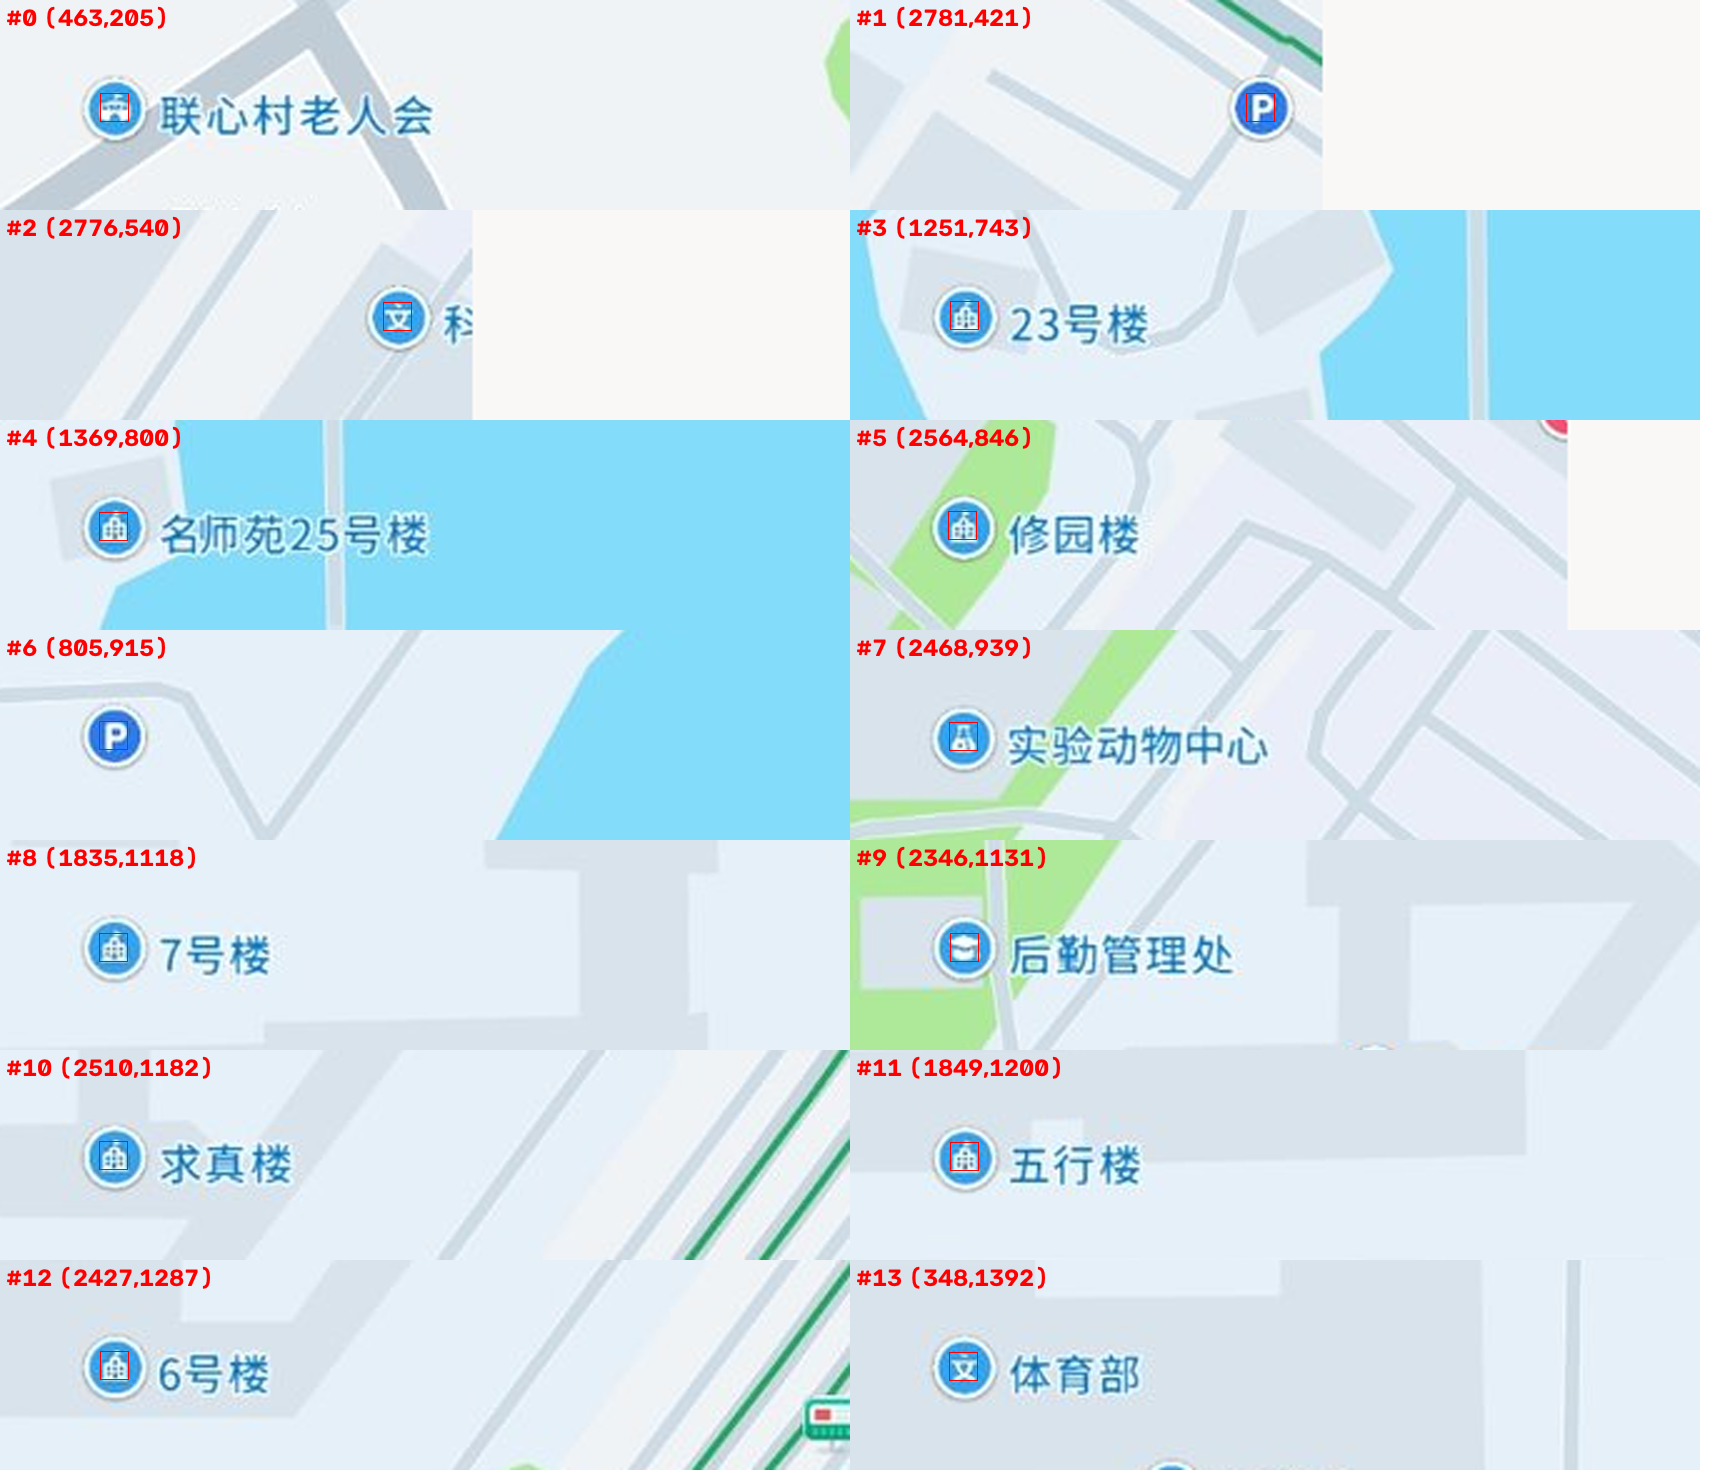 #0 (463,205)
联心村老人会
#1 (2781,421)
P
#2 (2776,540)
文 科
#3 (1251,743)
23号楼
#4 (1369,800)
名师苑25号楼
#5 (2564,846)
修园楼
#6 (805,915)
P
#7 (2468,939)
实验动物中心
#8 (1835,1118)
7号楼
#9 (2346,1131)
后勤管理处
#10 (2510,1182)
求真楼
#11 (1849,1200)
五行楼
#12 (2427,1287)
6号楼
#13 (348,1392)
文 体育部